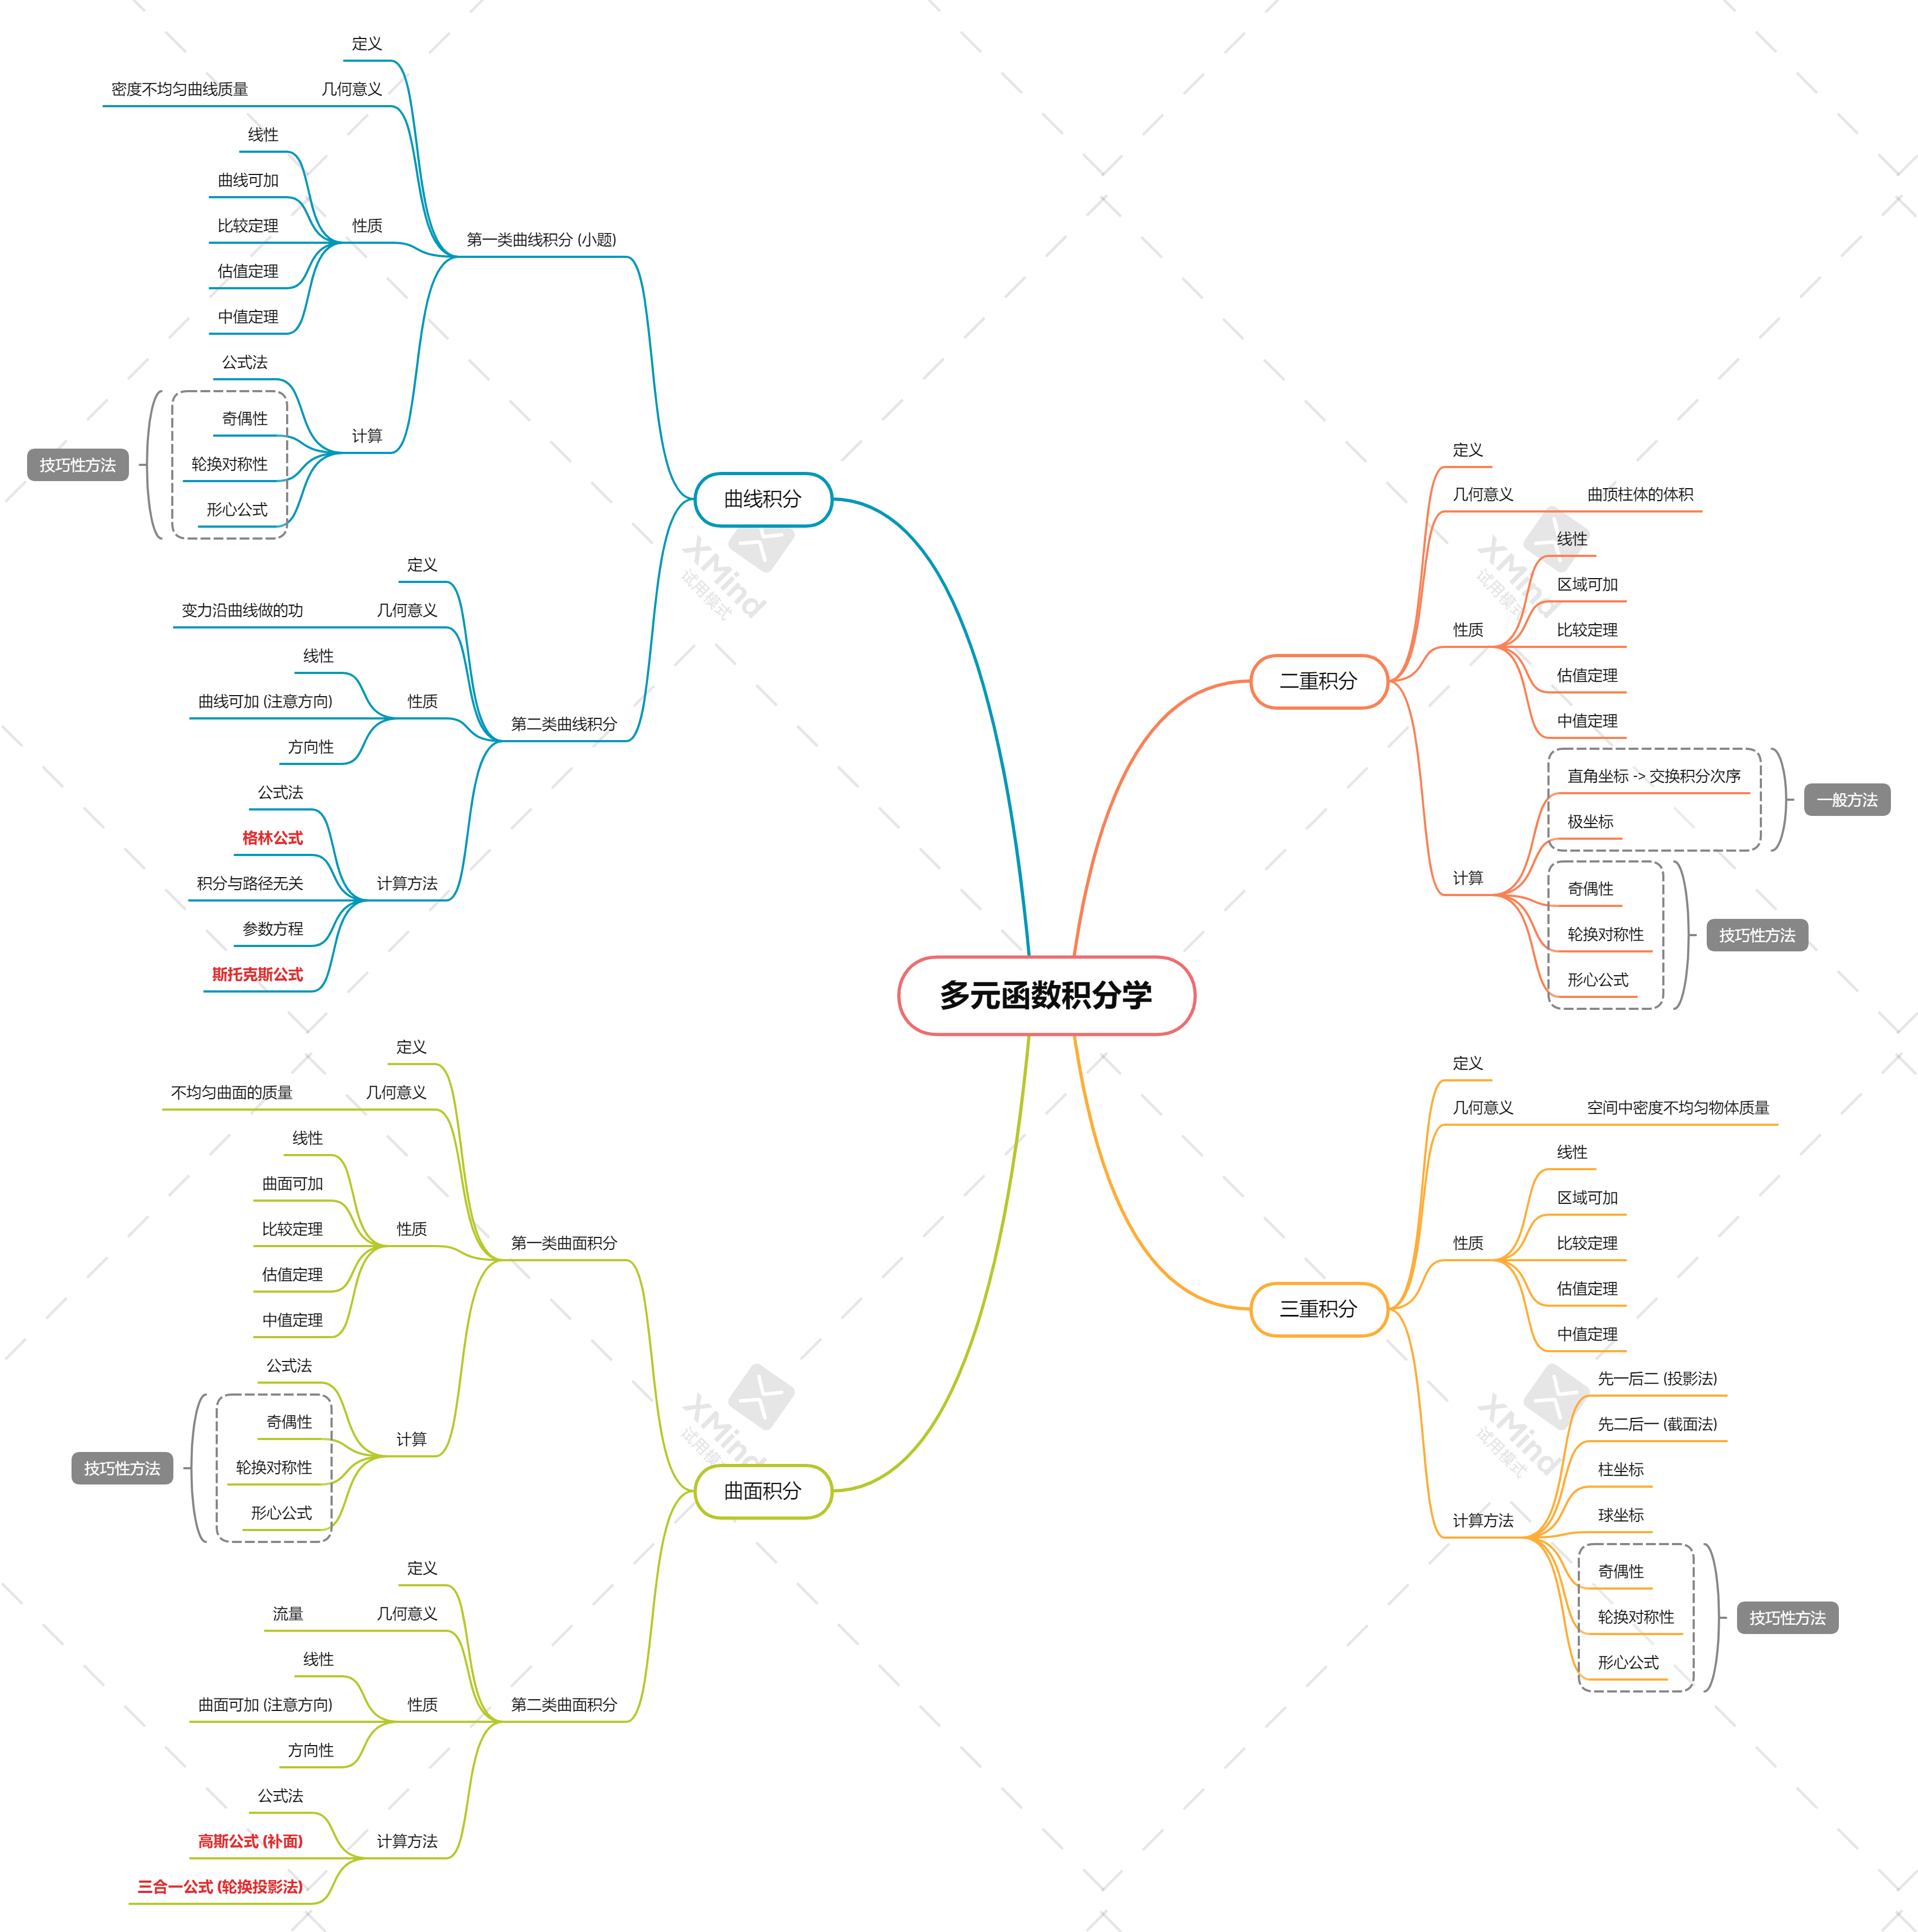 多元函数积分学
二重积分
定义
几何意义
曲顶柱体的体积
性质
线性
区域可加
比较定理
估值定理
中值定理
计算
直角坐标 -> 交换积分次序
极坐标
一般方法
奇偶性
轮换对称性
形心公式
技巧性方法
三重积分
定义
几何意义
空间中密度不均匀物体质量
性质
线性
区域可加
比较定理
估值定理
中值定理
计算方法
先一后二 (投影法)
先二后一 (截面法)
柱坐标
球坐标
奇偶性
轮换对称性
形心公式
技巧性方法
曲线积分
第一类曲线积分 (小题)
定义
几何意义
密度不均匀曲线质量
性质
线性
曲线可加
比较定理
估值定理
中值定理
计算
公式法
奇偶性
轮换对称性
形心公式
技巧性方法
第二类曲线积分
定义
几何意义
变力沿曲线做的功
性质
线性
曲线可加 (注意方向)
方向性
计算方法
公式法
格林公式
积分与路径无关
参数方程
斯托克斯公式
曲面积分
第一类曲面积分
定义
几何意义
不均匀曲面的质量
性质
线性
曲面可加
比较定理
估值定理
中值定理
计算
公式法
奇偶性
轮换对称性
形心公式
技巧性方法
第二类曲面积分
定义
几何意义
流量
性质
线性
曲面可加 (注意方向)
方向性
计算方法
公式法
高斯公式 (补面)
三合一公式 (轮换投影法)
XMind
试用模式
XMind
试用模式
XMind
试用模式
XMind
试用模式